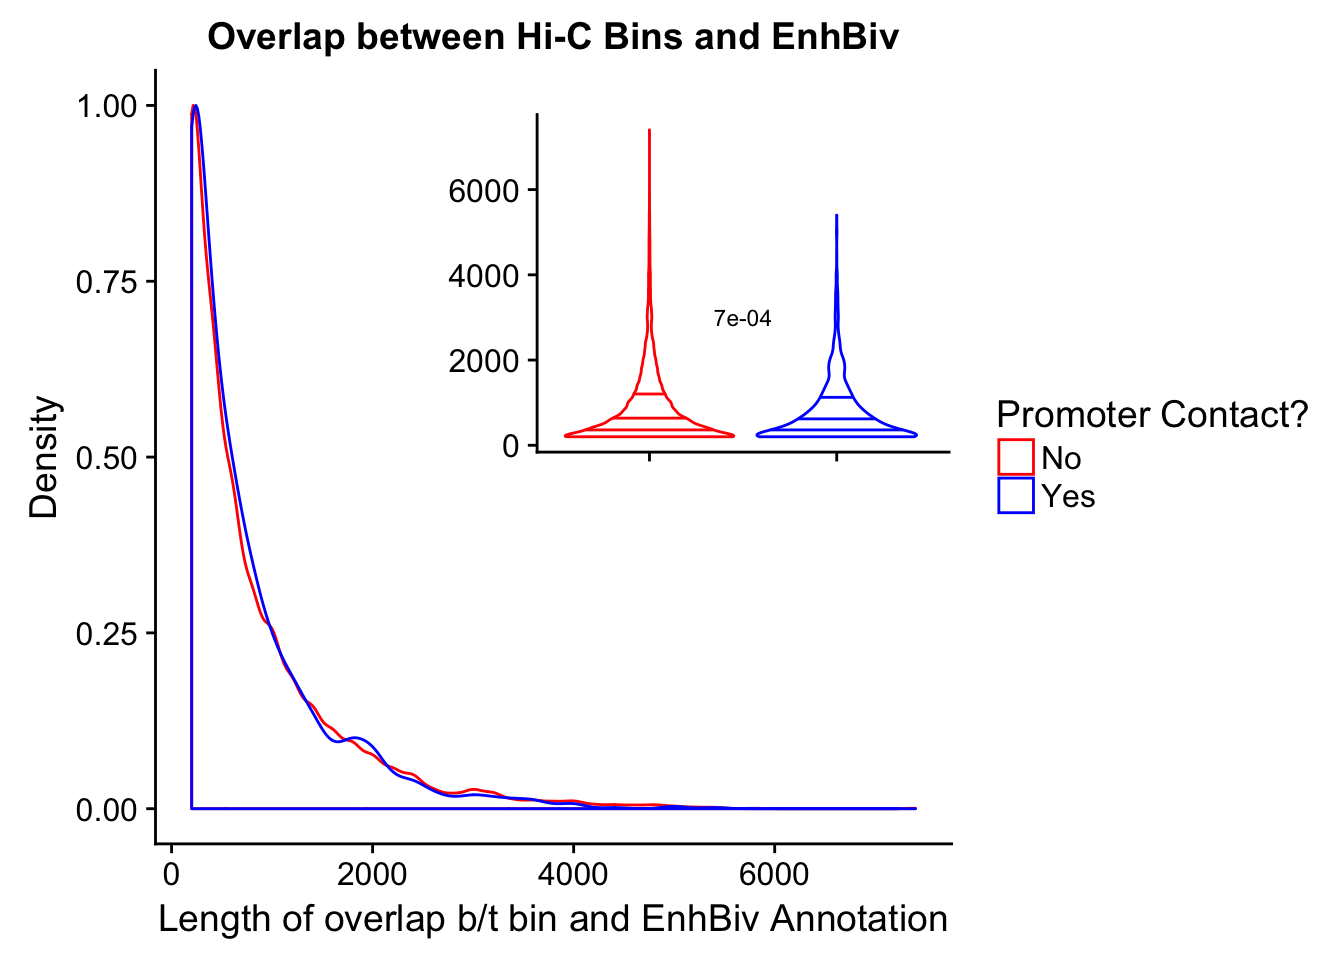 Overlap between Hi-C Bins and EnhBiv
1.00
0.75
0.50
0.25
0.00
Density
6000
4000
2000
0
7e-04
Promoter Contact?
No
Yes
0 2000 4000 6000
Length of overlap b/t bin and EnhBiv Annotation